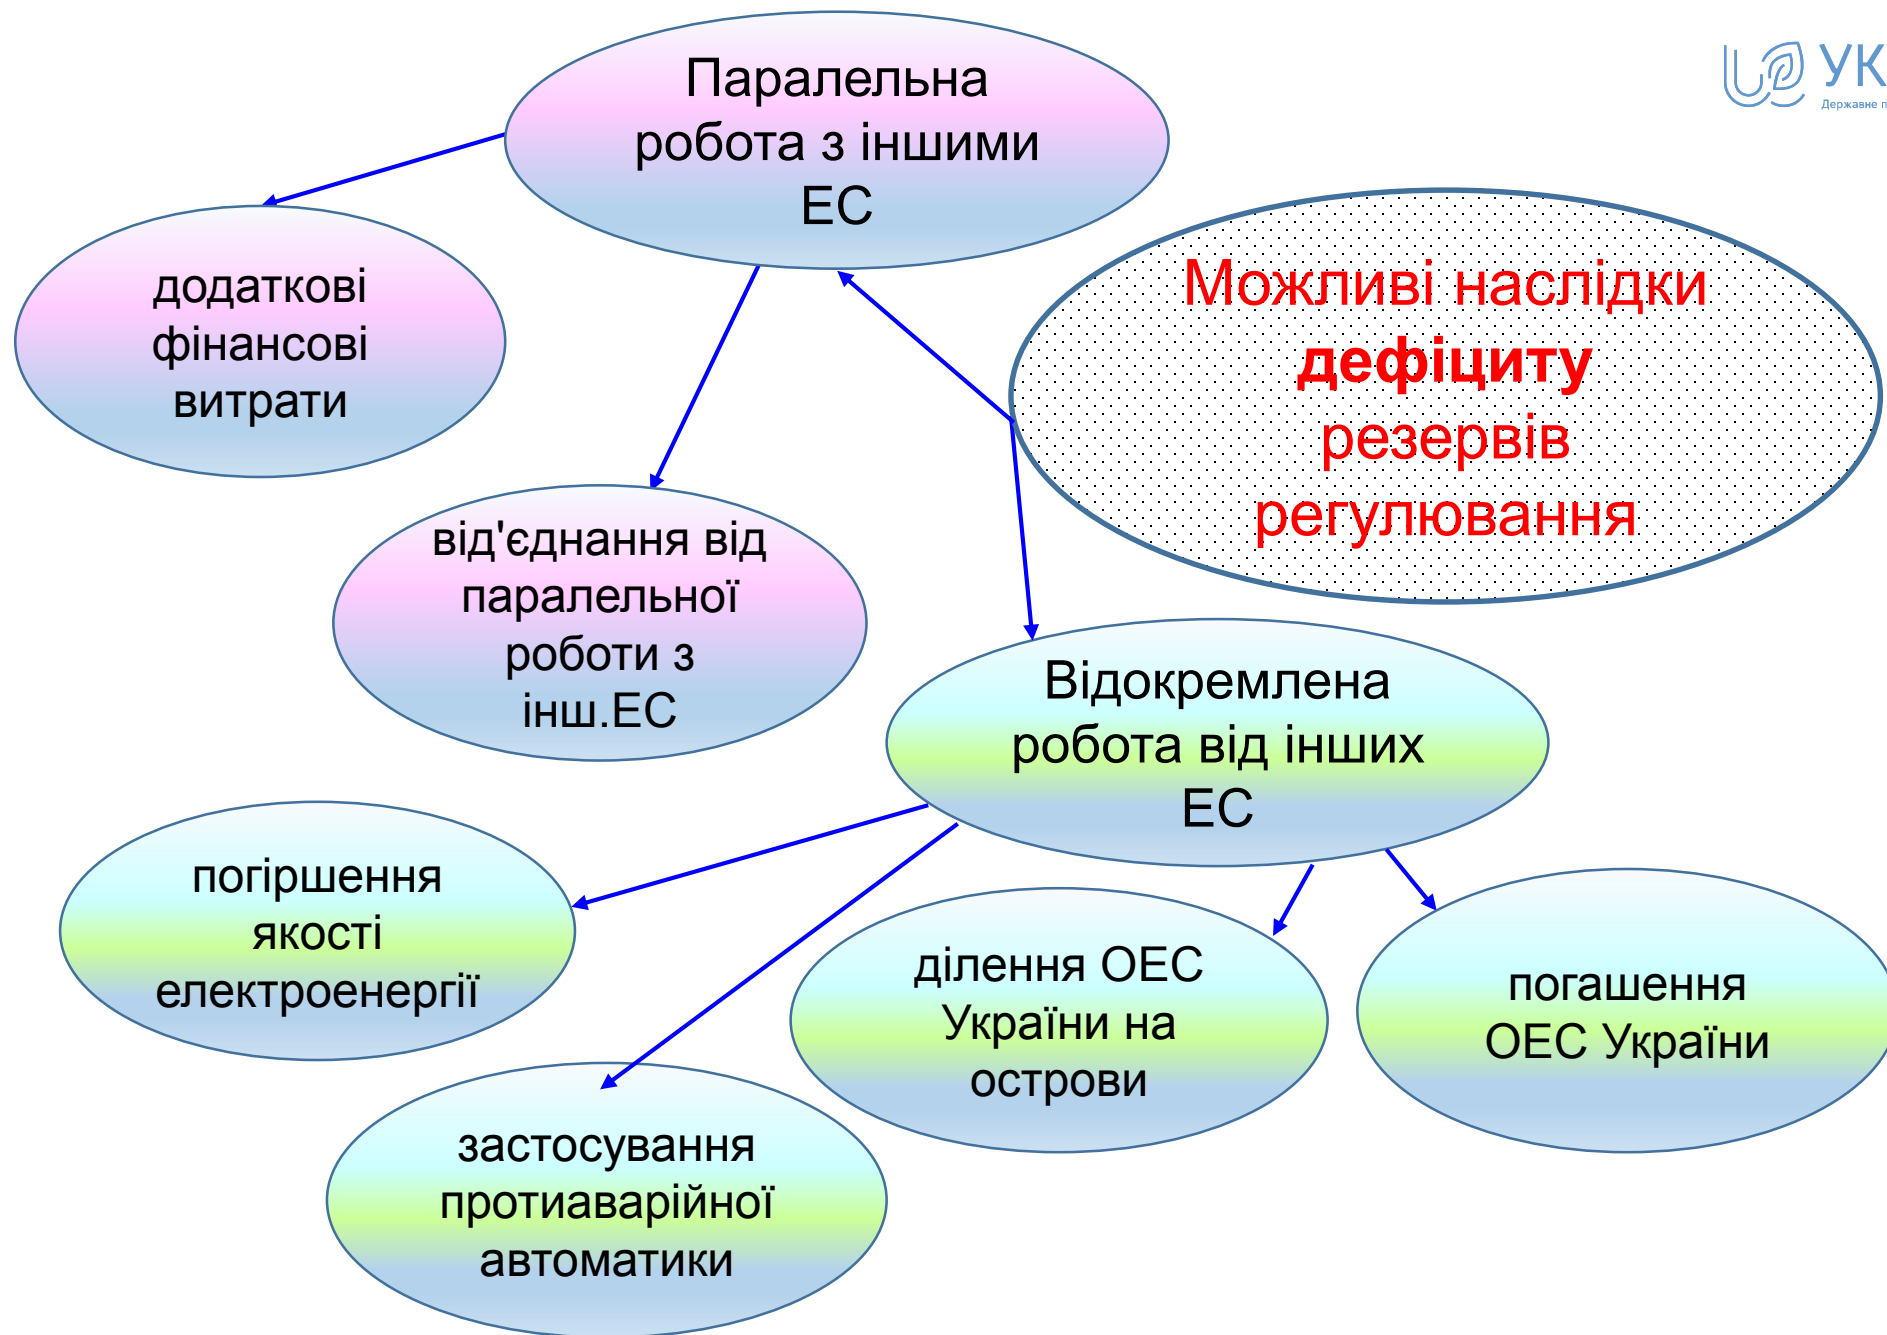 Паралельна
робота з іншими
ЕС
УК
Державне п
додаткові
фінансові
витрати
Можливі наслідки
дефіциту
резервів
регулювання
від'єднання від
паралельної
роботи з
інш.ЕС
Відокремлена
робота від інших
ЕС
погіршення
якості
електроенергії
ділення ОЕС
України на
острови
погашення
ОЕС України
застосування
протиаварійної
автоматики